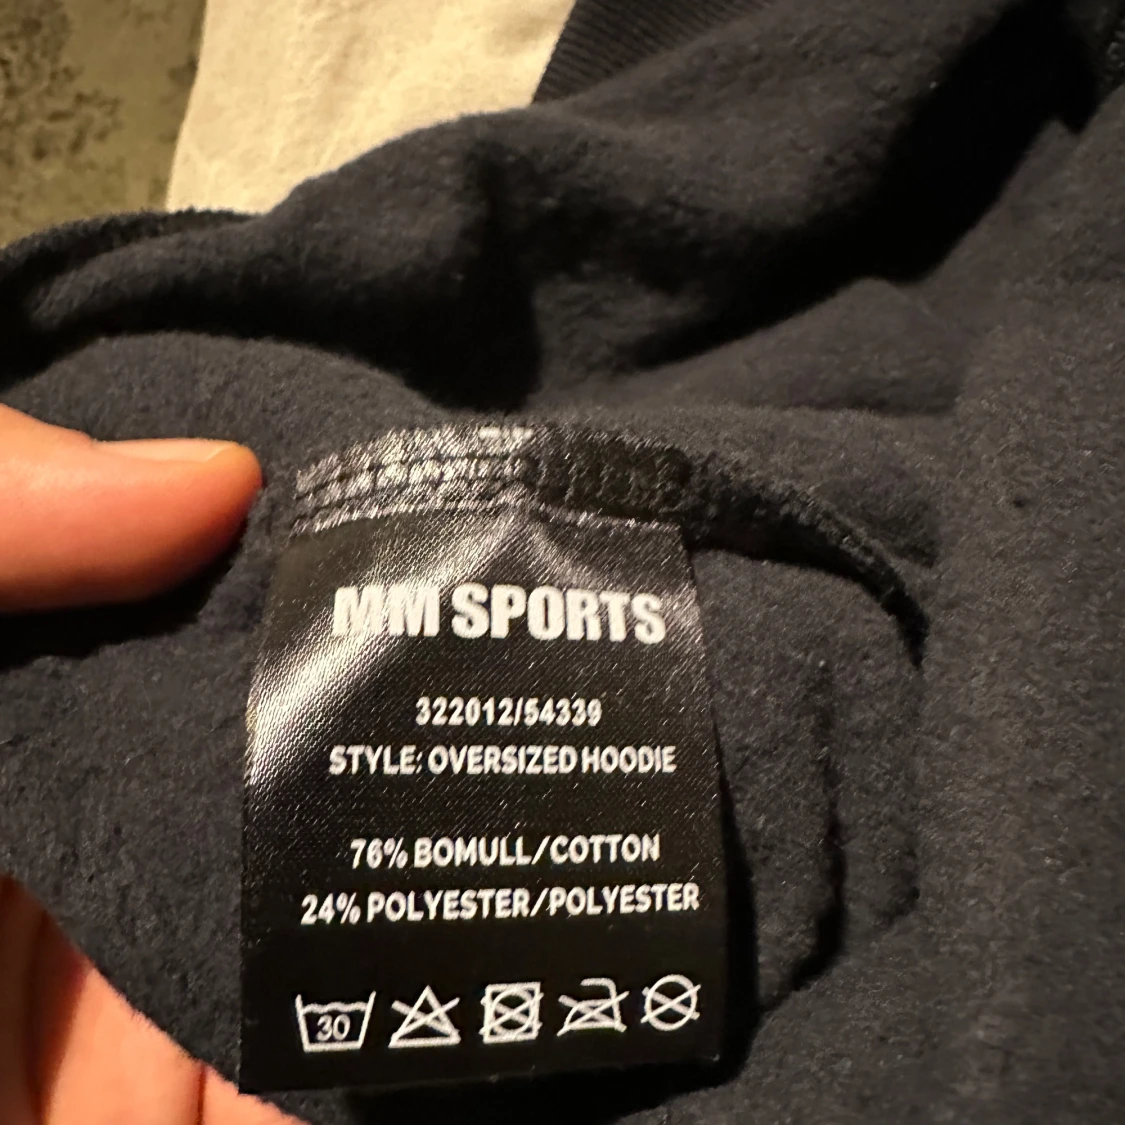 MM SPORTS
322012/54339
STYLE: OVERSIZED HOODIE
76% BOMULL/COTTON
24% POLYESTER/POLYESTER
30